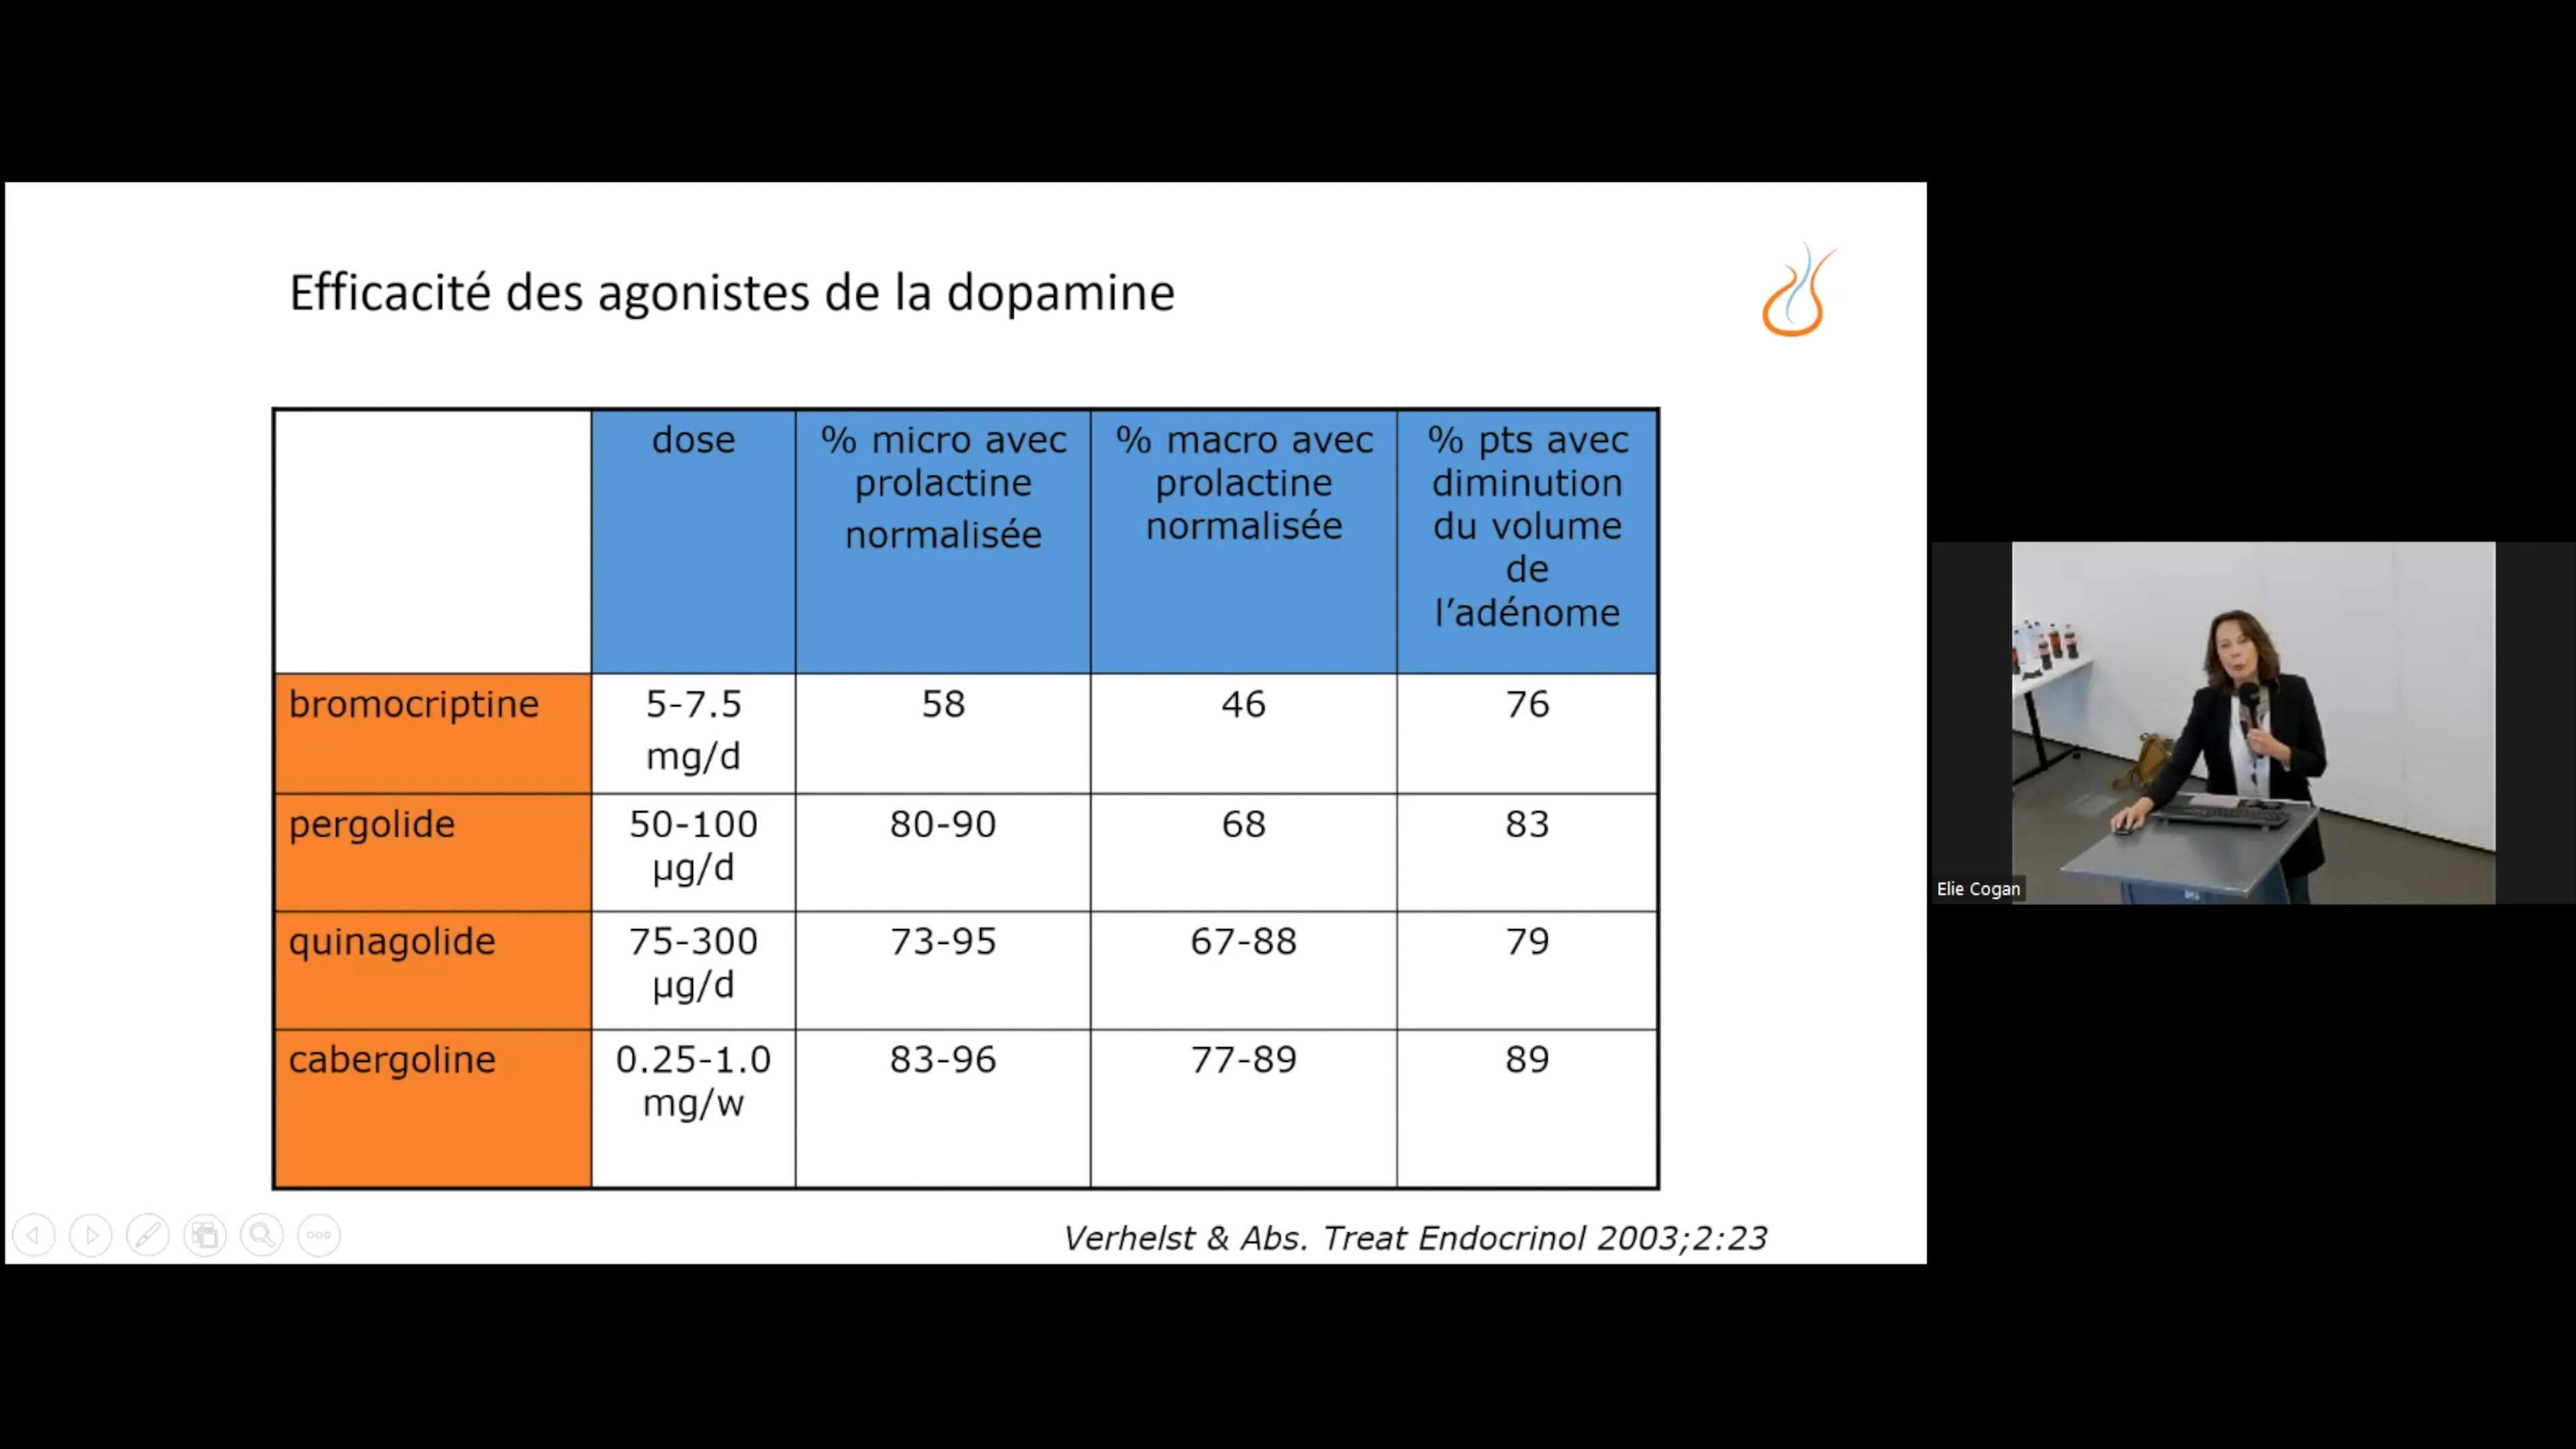 Efficacité des agonistes de la dopamine
dose
% micro avec
prolactine
normalisée
% macro avec
prolactine
normalisée
% pts avec
diminution
du volume
de
l’adénome
bromocriptine
5-7.5
mg/d
58
46
76
pergolide
50-100
µg/d
80-90
68
83
quinagolide
75-300
µg/d
73-95
67-88
79
cabergoline
0.25-1.0
mg/w
83-96
77-89
89
Verhelst & Abs. Treat Endocrinol 2003;2:23
Elie Cogan